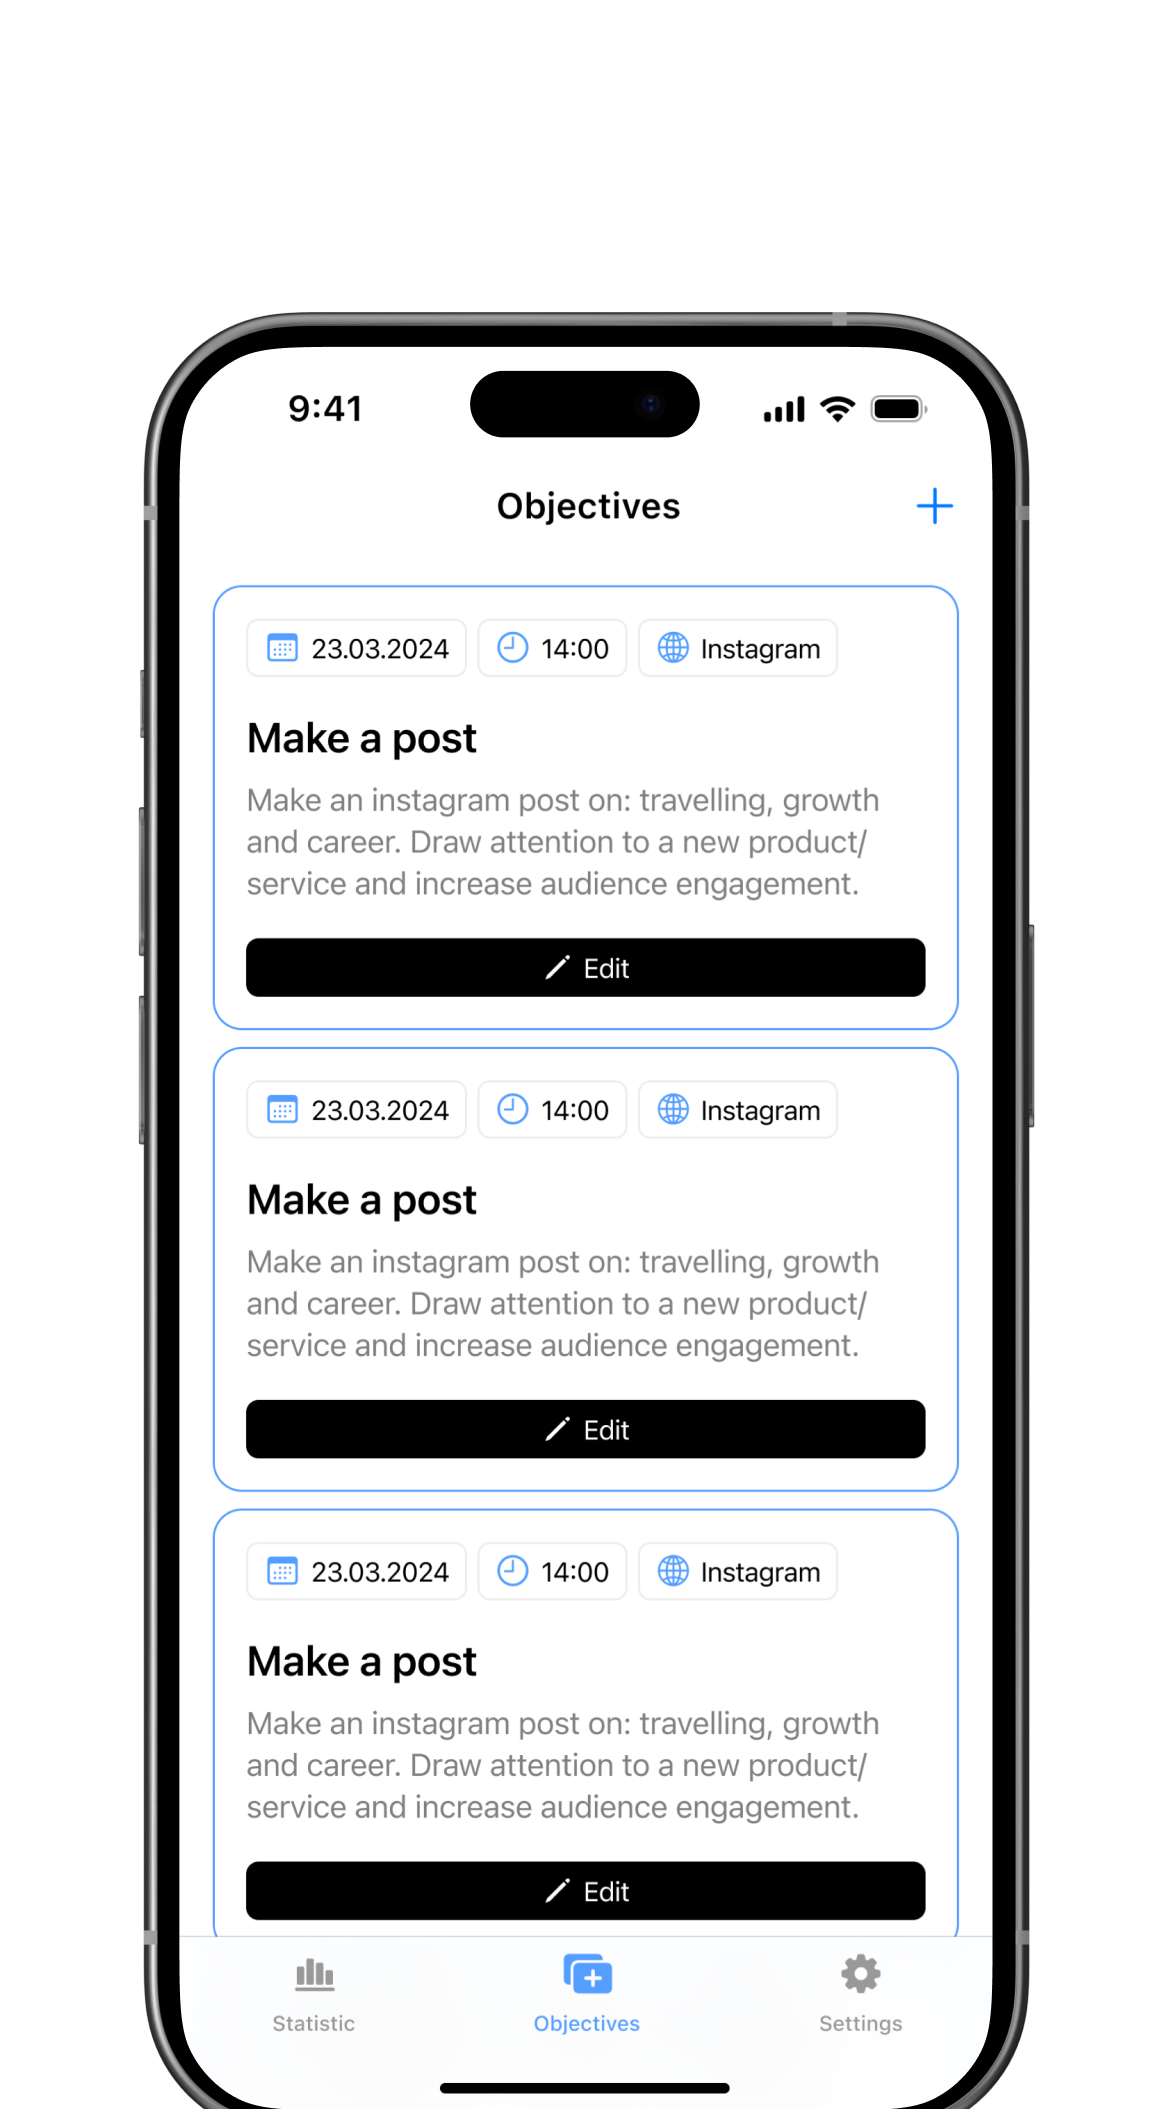 9:41
Objectives
23.03.2024 14:00 Instagram
Make a post
Make an instagram post on: travelling, growth
and career. Draw attention to a new product/
service and increase audience engagement.
Edit
23.03.2024 14:00 Instagram
Make a post
Make an instagram post on: travelling, growth
and career. Draw attention to a new product/
service and increase audience engagement.
Edit
23.03.2024 14:00 Instagram
Make a post
Make an instagram post on: travelling, growth
and career. Draw attention to a new product/
service and increase audience engagement.
Edit
Statistic Objectives Settings